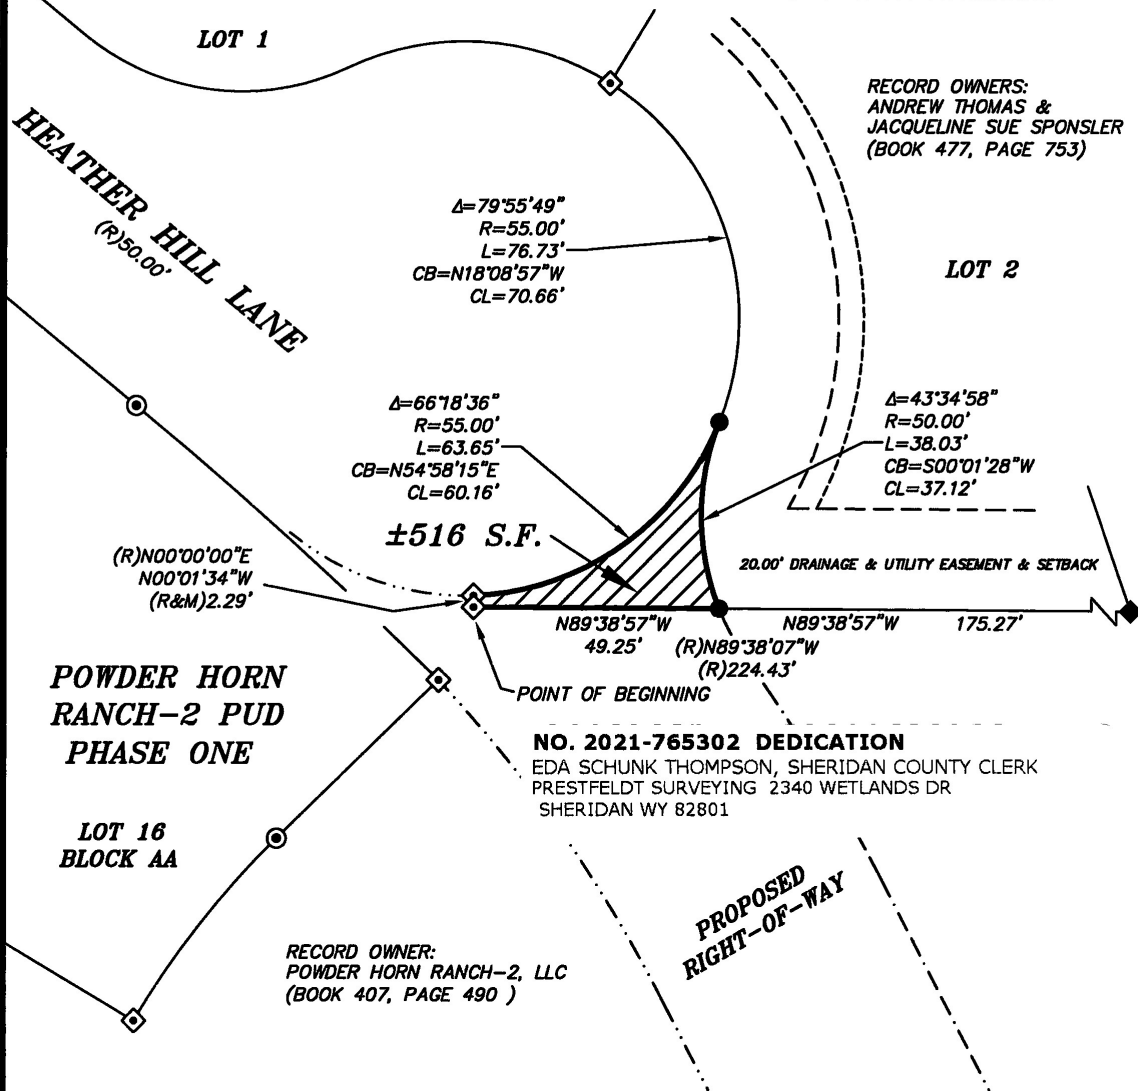 LOT 1
RECORD OWNERS:
ANDREW THOMAS &
JACQUELINE SUE SPONSLER
(BOOK 477, PAGE 753)
HEATHER HILL LANE
(R)50.00'
Δ=79°55'49"
R=55.00'
L=76.73'
CB=N18°08'57"W
CL=70.66'
LOT 2
Δ=66°18'36"
R=55.00'
L=63.65'
CB=N54°58'15"E
CL=60.16'
Δ=43°34'58"
R=50.00'
L=38.03'
CB=S00°01'28"W
CL=37.12'
±516 S.F.
(R)N00°00'00"E
N00°01'34"W
(R&M)2.29'
20.00' DRAINAGE & UTILITY EASEMENT & SETBACK
N89°38'57"W
49.25'
N89°38'57"W 175.27'
(R)N89°38'07"W
(R)224.43'
POINT OF BEGINNING
POWDER HORN
RANCH-2 PUD
PHASE ONE
NO. 2021-765302 DEDICATION
EDA SCHUNK THOMPSON, SHERIDAN COUNTY CLERK
PRESTFELDT SURVEYING 2340 WETLANDS DR
SHERIDAN WY 82801
LOT 16
BLOCK AA
PROPOSED
RIGHT-OF-WAY
RECORD OWNER:
POWDER HORN RANCH-2, LLC
(BOOK 407, PAGE 490 )